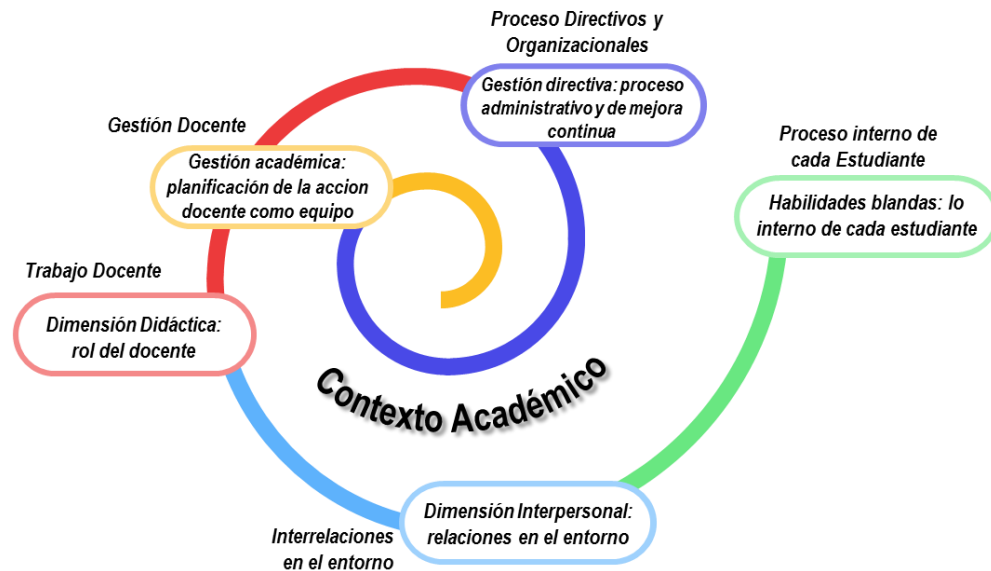 Proceso Directivos y
Organizacionales
Gestión directiva: proceso
administrativo y de mejora
continua
Gestión Docente
Gestión académica:
planificación de la accion
docente como equipo
Proceso interno de
cada Estudiante
Habilidades blandas: lo
interno de cada estudiante
Trabajo Docente
Dimensión Didáctica:
rol del docente
Contexto Académico
Dimensión Interpersonal:
relaciones en el entorno
Interrelaciones
en el entorno